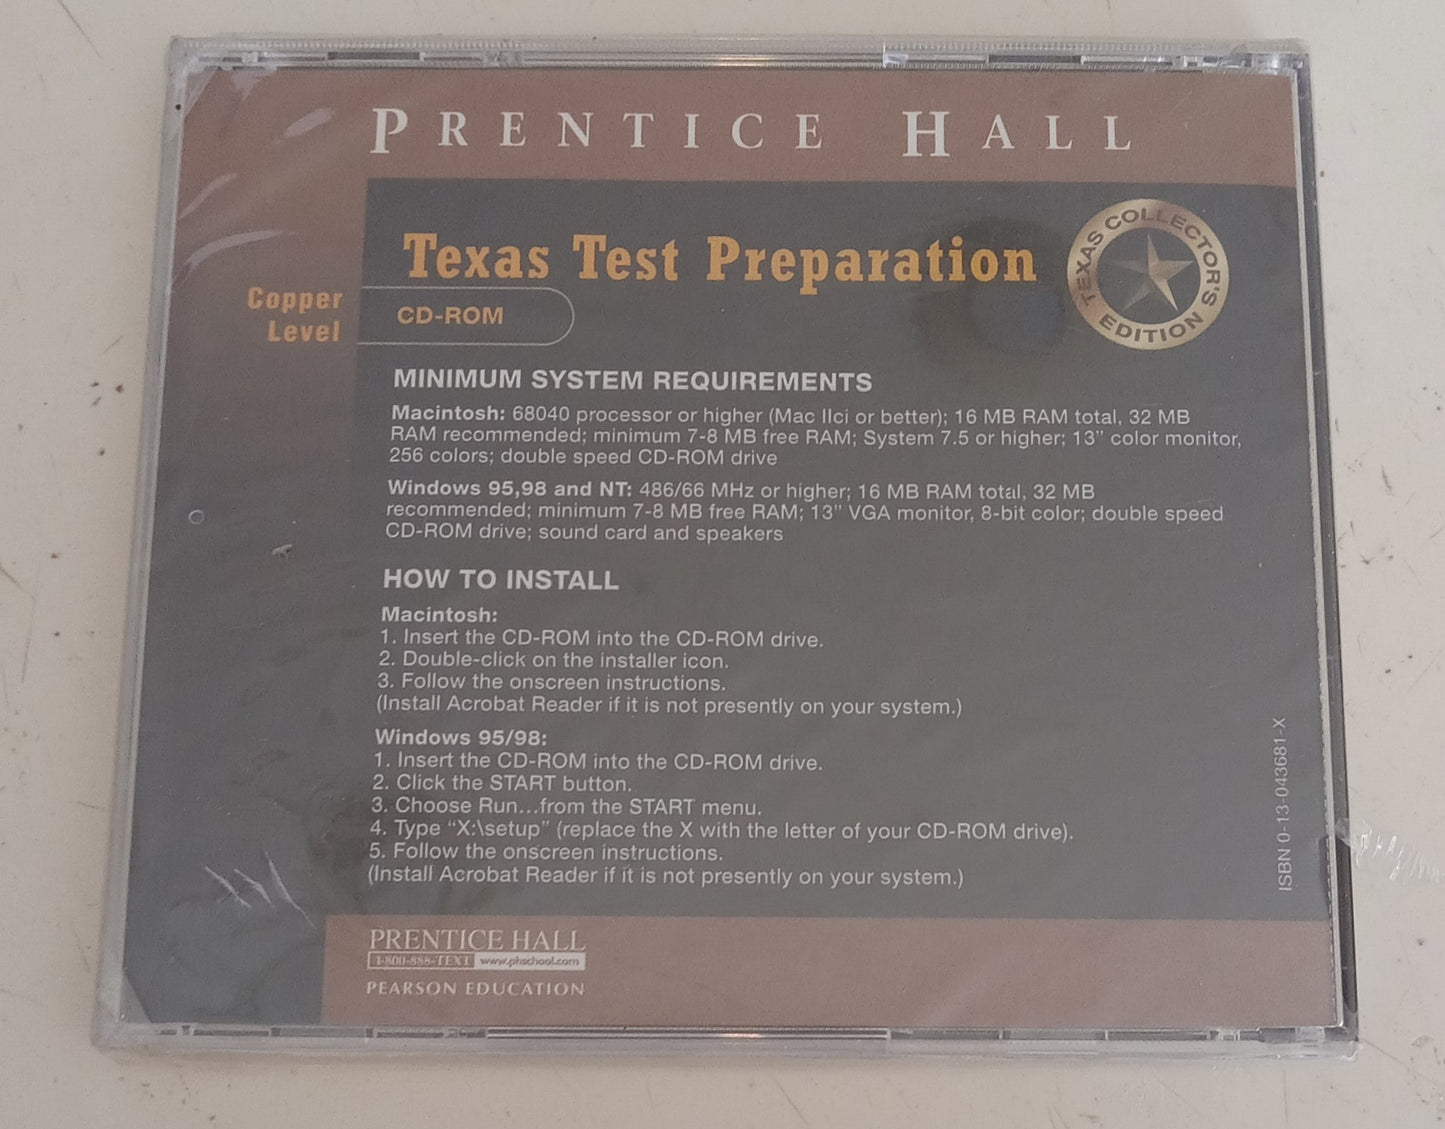 PRENTICE HALL
Texas Test Preparation
TEXAS COLLECTOR'S
EDITION
Copper
Level
CD-ROM
MINIMUM SYSTEM REQUIREMENTS
Macintosh: 68040 processor or higher (Mac IIci or better); 16 MB RAM total, 32 MB
RAM recommended; minimum 7-8 MB free RAM; System 7.5 or higher; 13" color monitor,
256 colors; double speed CD-ROM drive
Windows 95,98 and NT: 486/66 MHz or higher; 16 MB RAM total, 32 MB
recommended; minimum 7-8 MB free RAM; 13" VGA monitor, 8-bit color; double speed
CD-ROM drive; sound card and speakers
HOW TO INSTALL
Macintosh:
1. Insert the CD-ROM into the CD-ROM drive.
2. Double-click on the installer icon.
3. Follow the onscreen instructions.
(Install Acrobat Reader if it is not presently on your system.)
Windows 95/98:
1. Insert the CD-ROM into the CD-ROM drive.
2. Click the START button.
3. Choose Run...from the START menu.
4. Type “X:\setup” (replace the X with the letter of your CD-ROM drive).
5. Follow the onscreen instructions.
(Install Acrobat Reader if it is not presently on your system.)
ISBN 0-13-043681-X
PRENTICE HALL
1-800-888-TEXT www.phschool.com
PEARSON EDUCATION